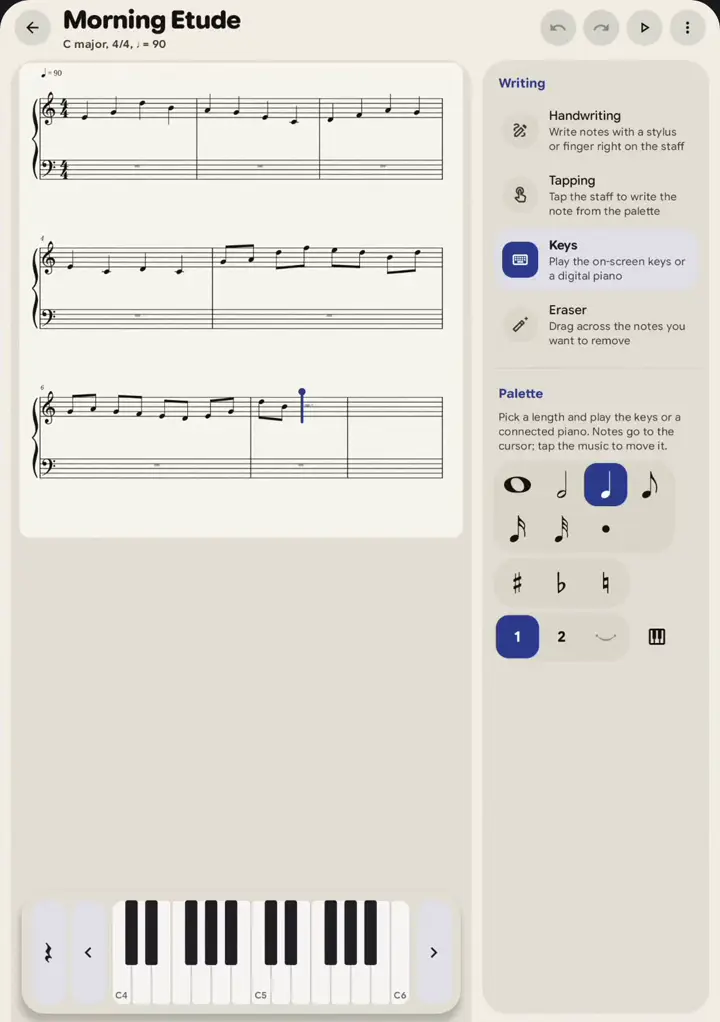 Morning Etude
C major, 4/4, ♩ = 90
♩ = 90
4
4
4
6
Writing
Handwriting
Write notes with a stylus
or finger right on the staff
Tapping
Tap the staff to write the
note from the palette
Keys
Play the on-screen keys or
a digital piano
Eraser
Drag across the notes you
want to remove
Palette
Pick a length and play the keys or a
connected piano. Notes go to the
cursor; tap the music to move it.
1 2
C4 C5 C6